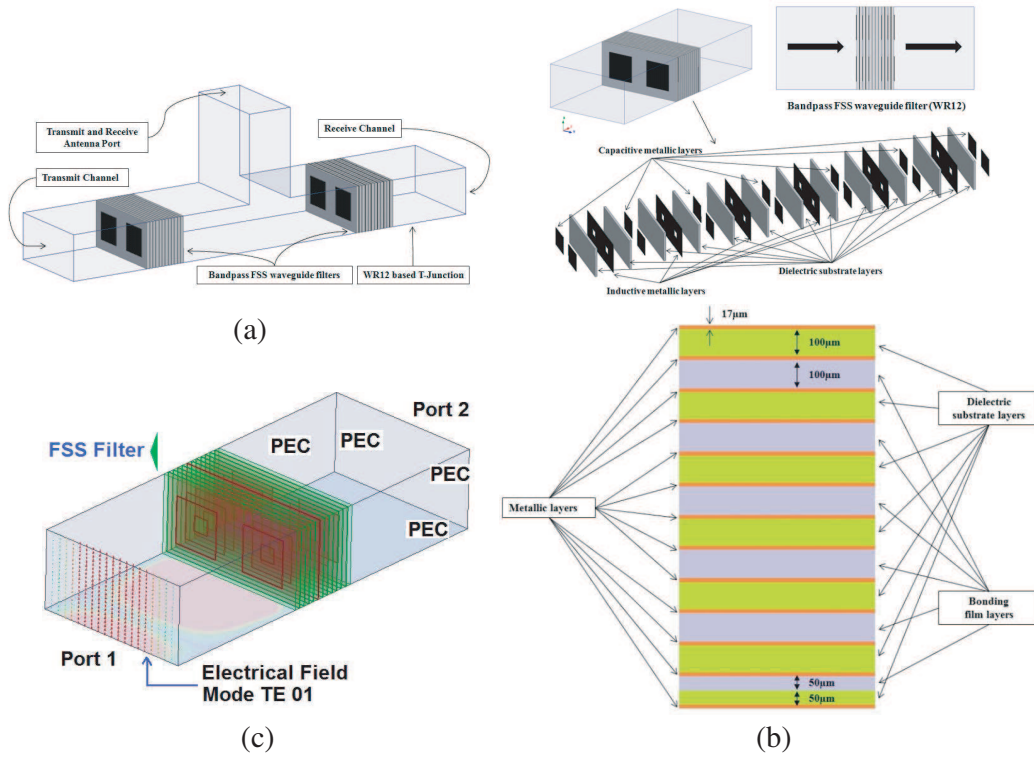 Transmit and Receive
Antenna Port
Receive Channel
Transmit Channel
Bandpass FSS waveguide filters
WR12 based T-Junction
(a)
Bandpass FSS waveguide filter (WR12)
Capacitive metallic layers
Dielectric substrate layers
Inductive metallic layers
17μm
100μm
100μm
Dielectric
substrate layers
Metallic layers
Bonding
film layers
50μm
50μm
(b)
Port 2
PEC
PEC
FSS Filter
PEC
PEC
Port 1
Electrical Field
Mode TE 01
(c)